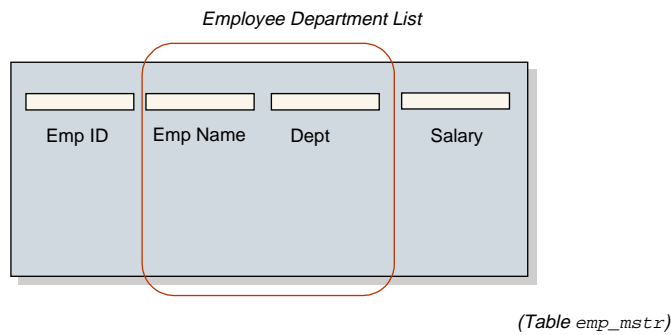 Employee Department List
Emp ID Emp Name Dept Salary
(Table emp_mstr)